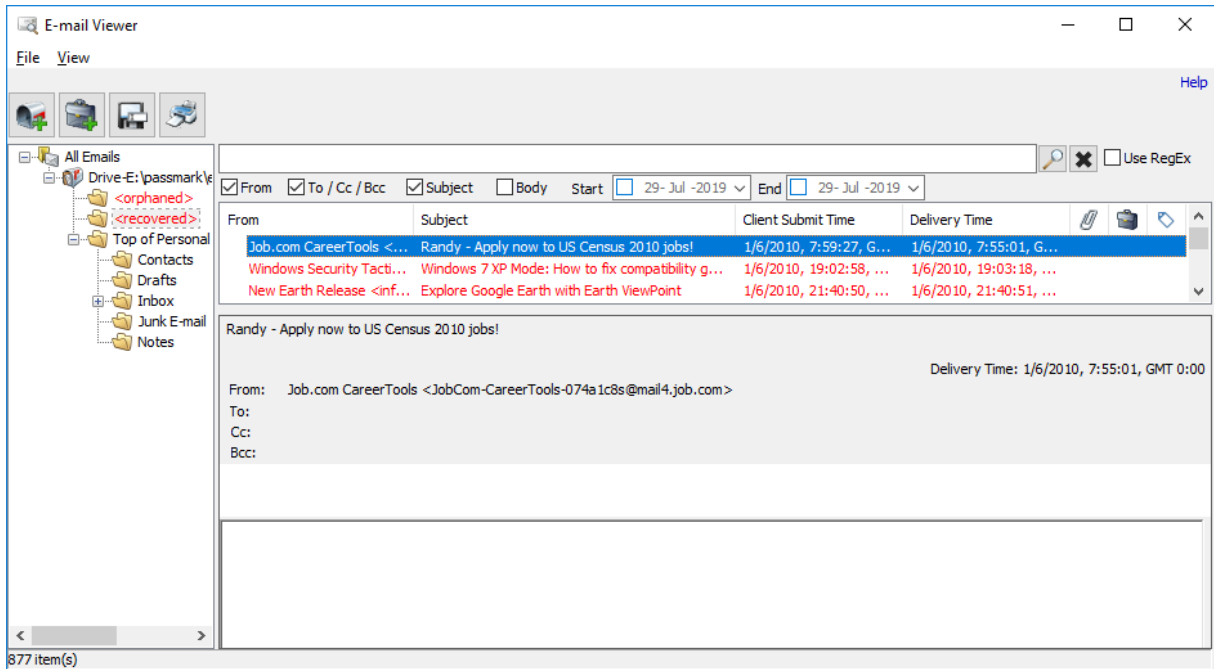 E-mail Viewer
File View
Help
All Emails
Drive-E:\passmark\e
<orphaned>
<recovered>
Top of Personal
Contacts
Drafts
Inbox
Junk E-mail
Notes
Use RegEx
From To / Cc / Bcc Subject Body Start 29- Jul -2019 End 29- Jul -2019
From Subject Client Submit Time Delivery Time
Job.com CareerTools <... Randy - Apply now to US Census 2010 jobs! 1/6/2010, 7:59:27, G... 1/6/2010, 7:55:01, G...
Windows Security Tacti... Windows 7 XP Mode: How to fix compatibility g... 1/6/2010, 19:02:58, ... 1/6/2010, 19:03:18, ...
New Earth Release <inf... Explore Google Earth with Earth ViewPoint 1/6/2010, 21:40:50, ... 1/6/2010, 21:40:51, ...
Randy - Apply now to US Census 2010 jobs!
Delivery Time: 1/6/2010, 7:55:01, GMT 0:00
From: Job.com CareerTools <JobCom-CareerTools-074a1c8s@mail4.job.com>
To:
Cc:
Bcc:
877 item(s)